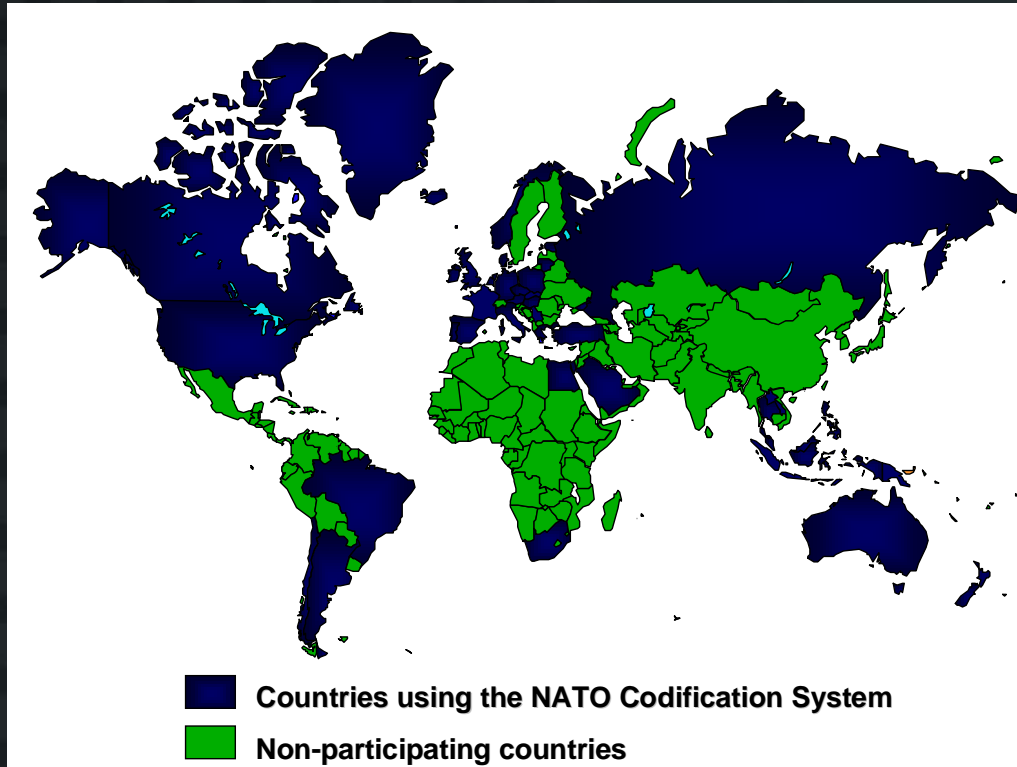 Countries using the NATO Codification System
Non-participating countries